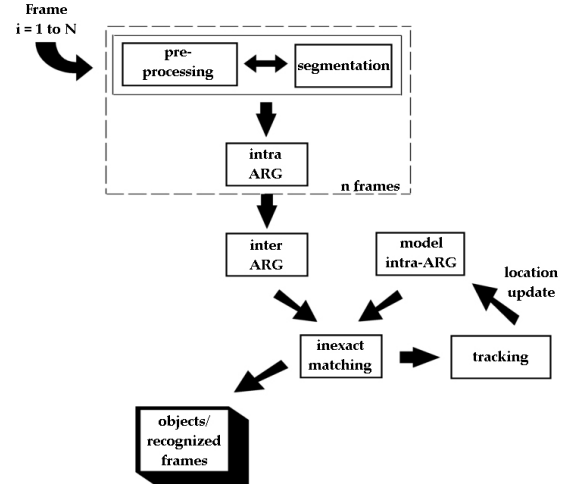 Frame
i = 1 to N
pre-
processing
segmentation
intra
ARG
n frames
inter
ARG
model
intra-ARG
location
update
inexact
matching
tracking
objects/
recognized
frames